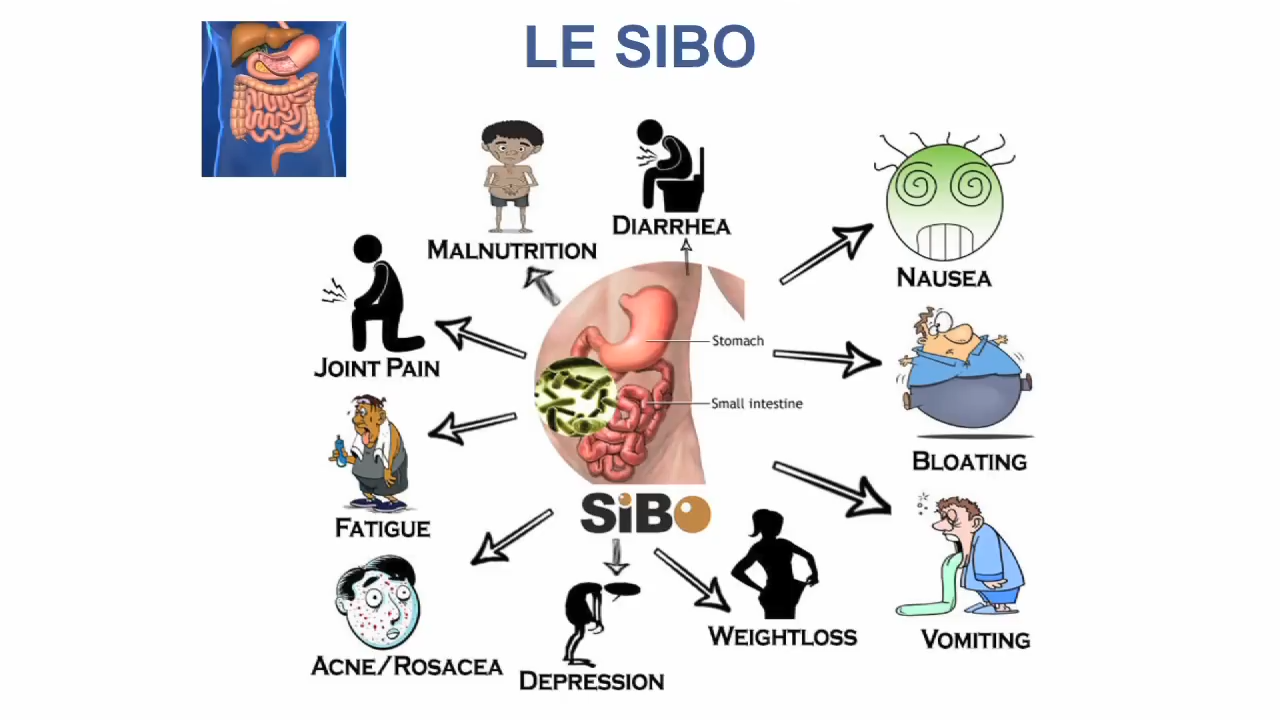 LE SIBO
DIARRHEA
MALNUTRITION
NAUSEA
Stomach
JOINT PAIN
Small intestine
BLOATING
SiBO
FATIGUE
WEIGHTLOSS
VOMITING
ACNE/ROSACEA
DEPRESSION